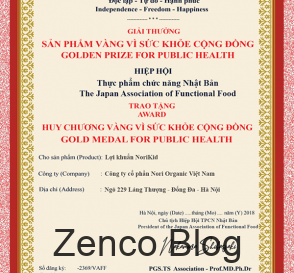 Độc lập - Tự do - Hạnh phúc
Independence - Freedom - Happiness
GIẢI THƯỞNG
SẢN PHẨM VÀNG VÌ SỨC KHỎE CỘNG ĐỒNG
GOLDEN PRIZE FOR PUBLIC HEALTH
HIỆP HỘI
Thực phẩm chức năng Nhật Bản
The Japan Association of Functional Food
TRAO TẶNG
AWARD
HUY CHƯƠNG VÀNG VÌ SỨC KHỎE CỘNG ĐỒNG
GOLD MEDAL FOR PUBLIC HEALTH
Cho sản phẩm (Product): Lợi khuẩn NoriKid
Công ty (Company) : Công ty cổ phần Nori Organic Việt Nam
Địa chỉ (Address) : Ngõ 229 Láng Thượng - Đống Đa - Hà Nội
Hà Nội, ngày (Date) .... tháng (Mo) ... năm (Y) 2018
Chủ tịch Hiệp Hội TPCN Nhật Bản
President of the Japan Association of Functional Food
Zenco Blog
Số đăng ký: -2369/VAFF
PGS.TS Association - Prof.MD.Ph.Dr